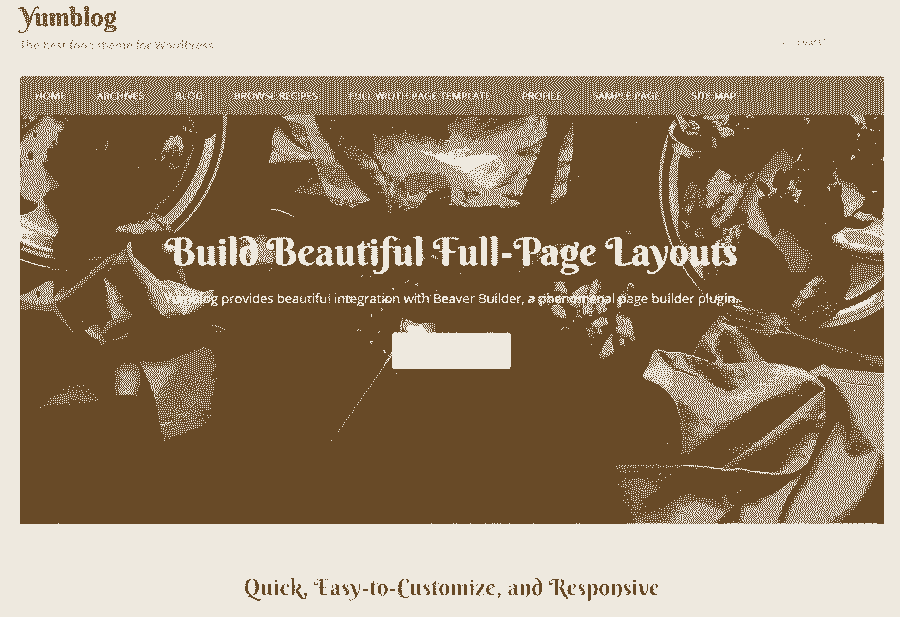 Yumblog
The best food theme for WordPress
HOME ARCHIVES BLOG BROWSE RECIPES FULL WIDTH PAGE TEMPLATE PROFILE SAMPLE PAGE SITE MAP
Build Beautiful Full-Page Layouts
Yumblog provides beautiful integration with Beaver Builder, a phenomenal page builder plugin.
Quick, Easy-to-Customize, and Responsive